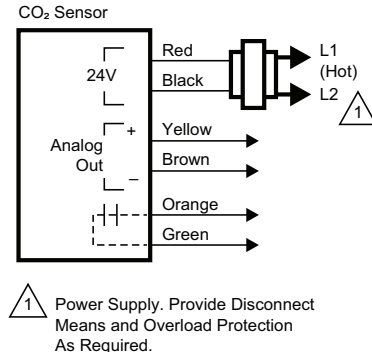 CO₂ Sensor
Red
L1
(Hot)
24V
Black
L2
1
+
Yellow
Analog
Out
Brown
–
Orange
Green
1
Power Supply. Provide Disconnect
Means and Overload Protection
As Required.